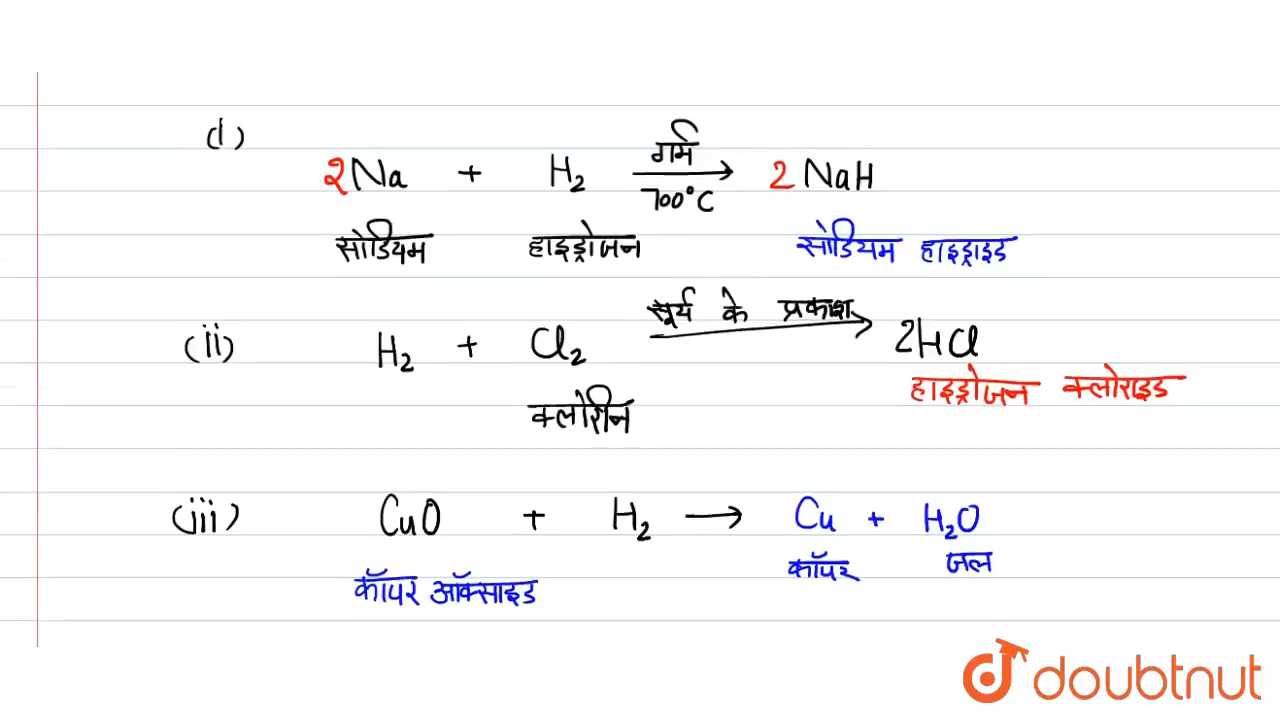 (i)
2Na + H2 गर्म 700°C → 2NaH
सोडियम हाइड्रोजन सोडियम हाइड्राइड
(ii) H2 + Cl2 सूर्य के प्रकाश → 2HCl
क्लोरीन हाइड्रोजन क्लोराइड
(iii) CuO + H2 → Cu + H2O
कॉपर ऑक्साइड कॉपर जल
doubtnut